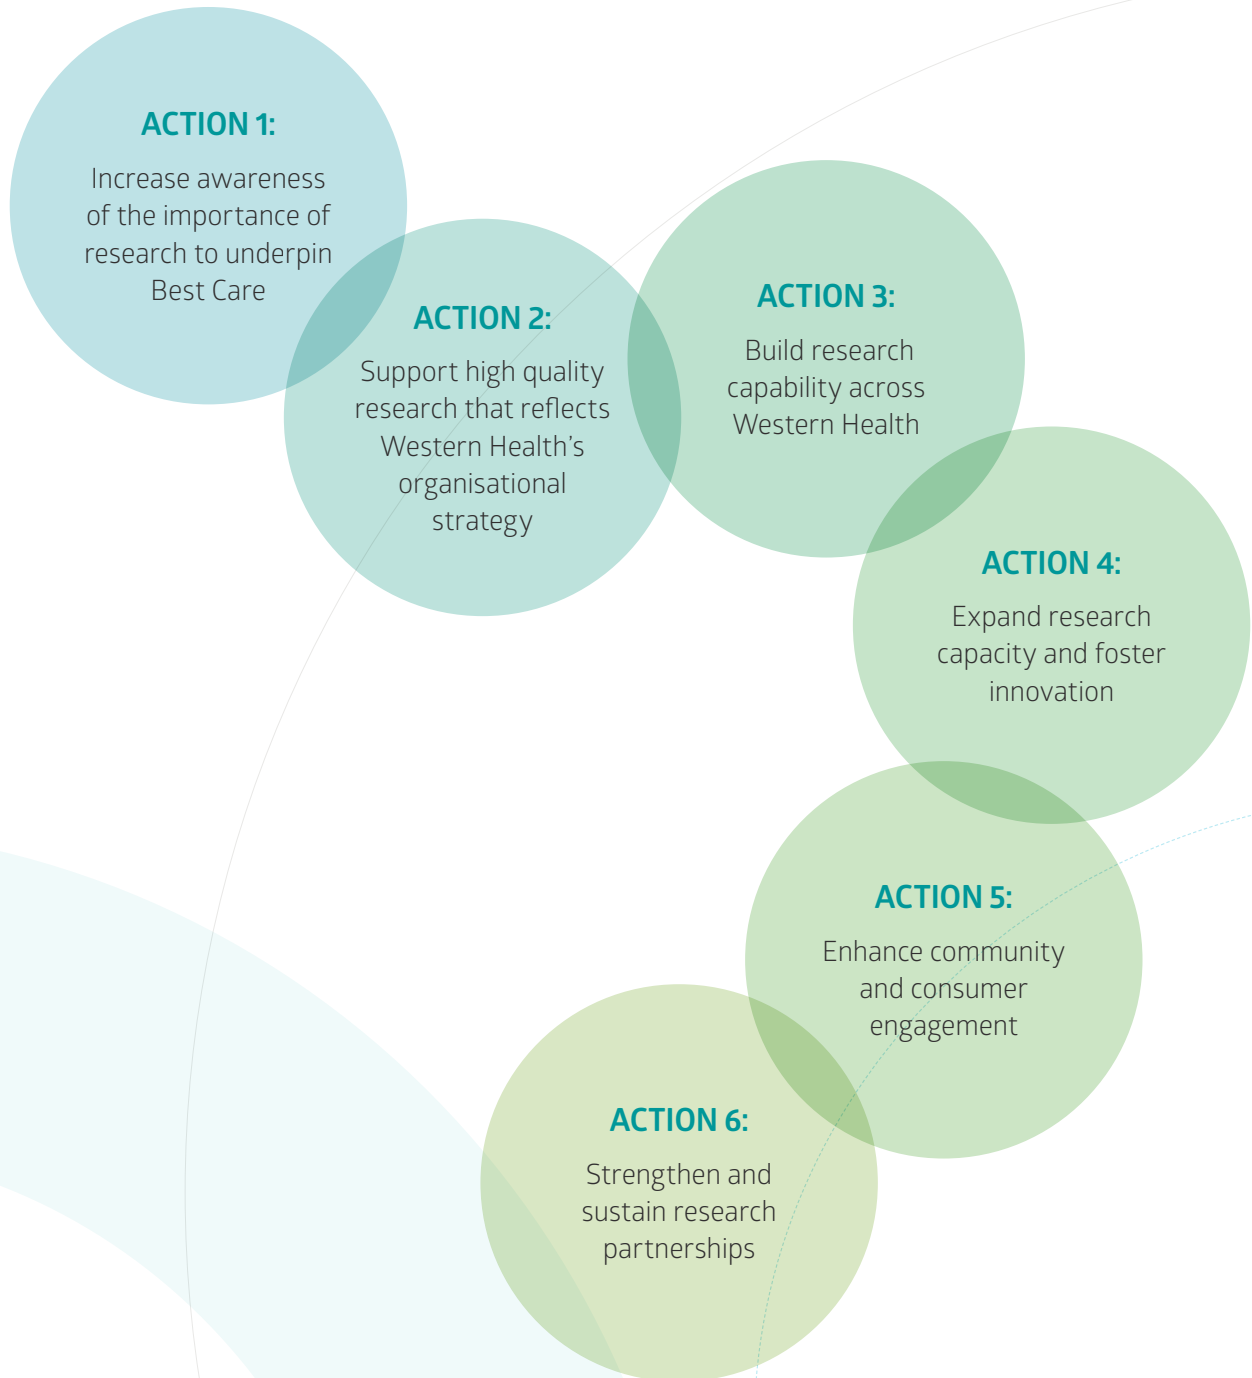 ACTION 1:
Increase awareness
of the importance of
research to underpin
Best Care
ACTION 2:
Support high quality
research that reflects
Western Health’s
organisational
strategy
ACTION 3:
Build research
capability across
Western Health
ACTION 4:
Expand research
capacity and foster
innovation
ACTION 5:
Enhance community
and consumer
engagement
ACTION 6:
Strengthen and
sustain research
partnerships